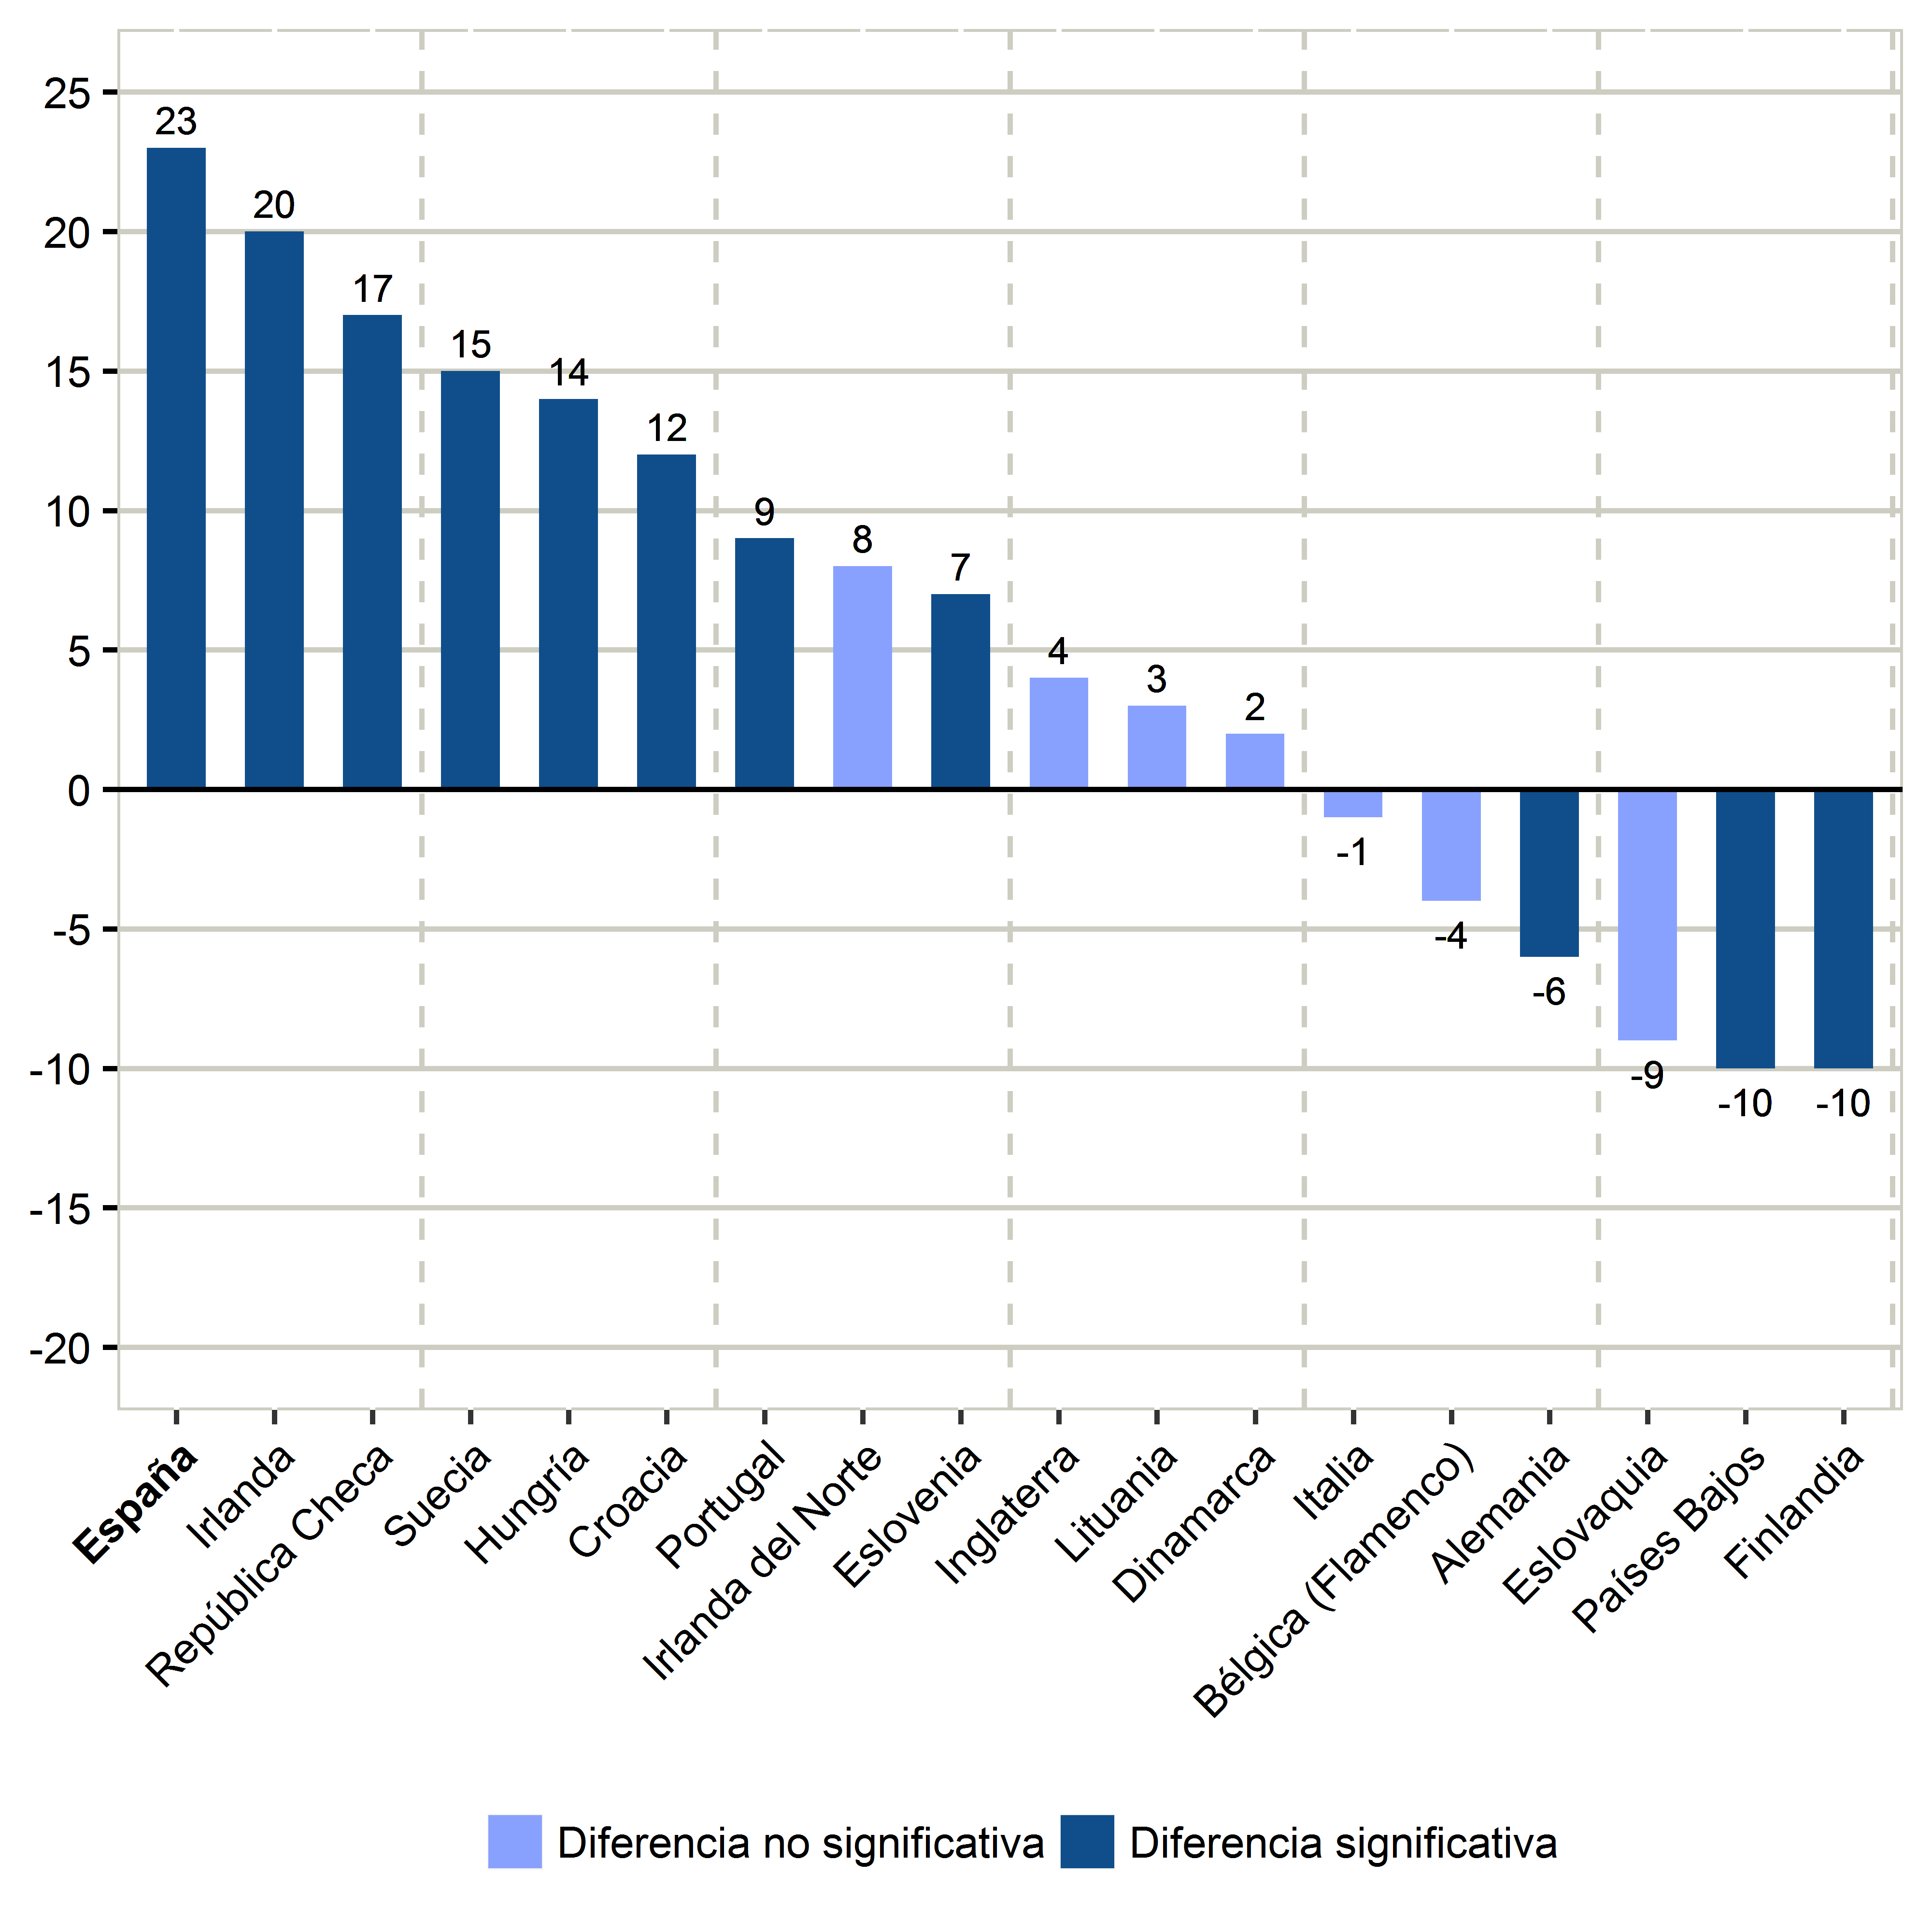 25
20
15
10
5
0
-5
-10
-15
-20
23
20
17
15
14
12
9
8
7
4
3
2
-1
-4
-6
-9
-10
-10
España
Irlanda
República Checa
Suecia
Hungría
Croacia
Portugal
Irlanda del Norte
Eslovenia
Inglaterra
Lituania
Dinamarca
Italia
Bélgica (Flamenco)
Alemania
Eslovaquia
Países Bajos
Finlandia
Diferencia no significativa
Diferencia significativa